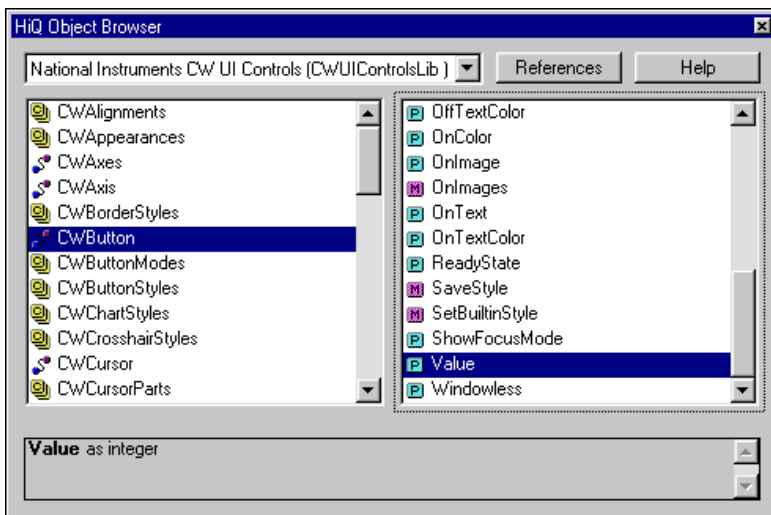 HiQ Object Browser
National Instruments CW UI Controls (CWUIControlsLib )
References
Help
CWAlignments
CWAppearances
CWAxes
CWAxis
CWBorderStyles
CWButton
CWButtonModes
CWButtonStyles
CWChartStyles
CWCrosshairStyles
CWCursor
CWCursorParts
P OffTextColor
P OnColor
P OnImage
M OnImages
P OnText
P OnTextColor
P ReadyState
M SaveStyle
M SetBuiltinStyle
P ShowFocusMode
P Value
P Windowless
Value as integer